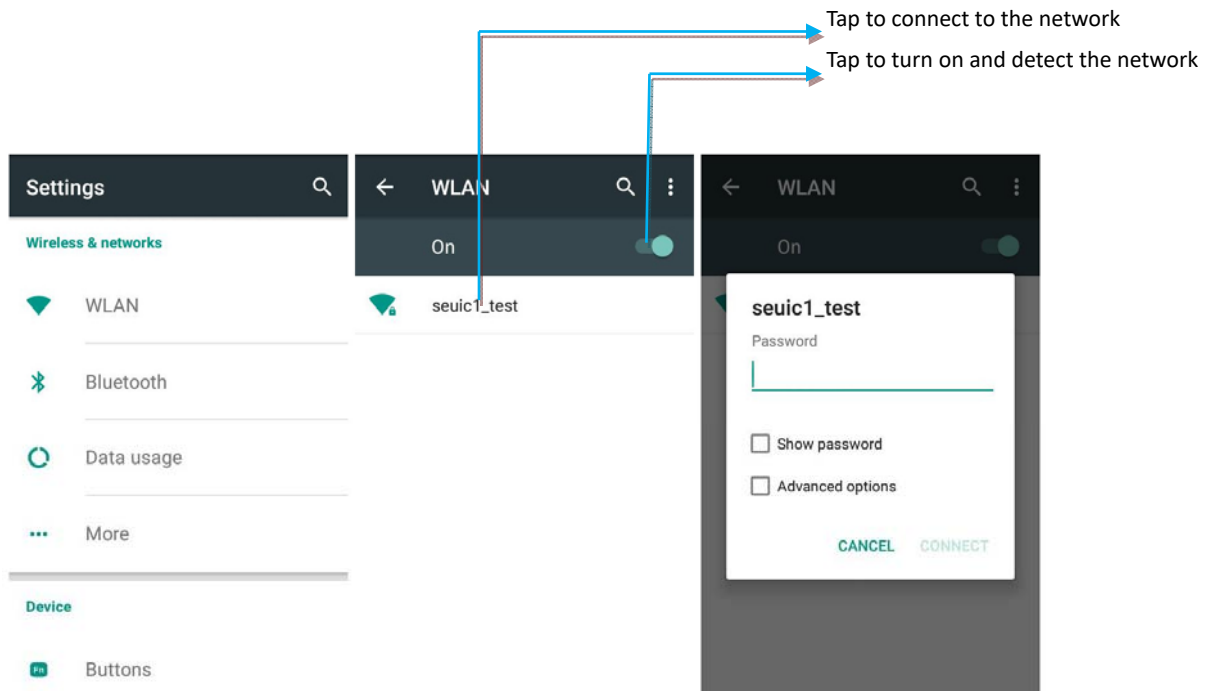 Tap to connect to the network
Tap to turn on and detect the network
Settings
Wireless & networks
WLAN
Bluetooth
Data usage
More
Device
Fn
Buttons
WLAN
On
seuic1_test
WLAN
On
seuic1_test
Password
Show password
Advanced options
CANCEL CONNECT